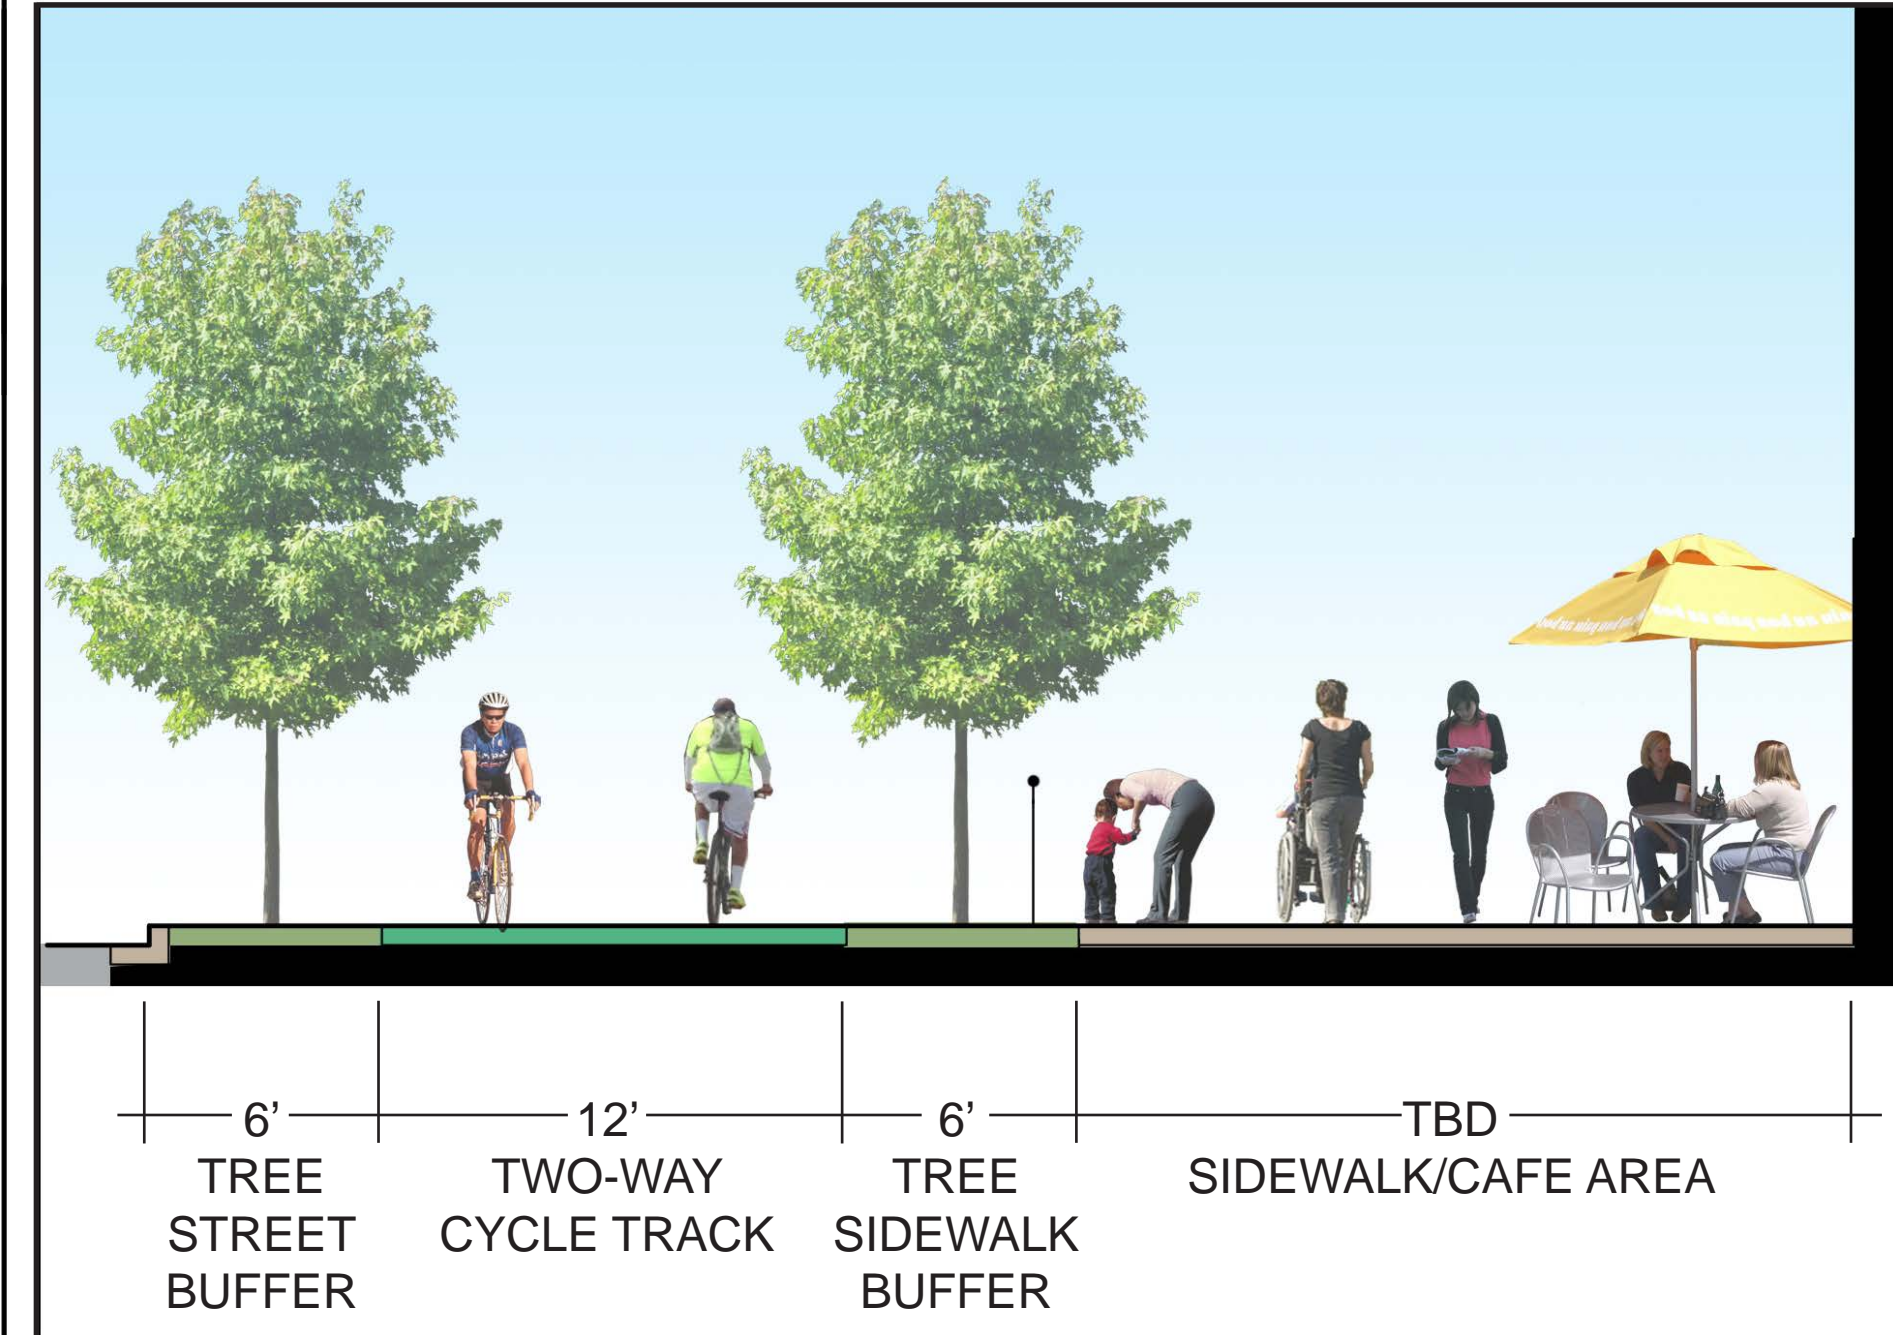 6’ 12’ 6’ TBD
TREE
STREET
BUFFER
TWO-WAY
CYCLE TRACK
TREE
SIDEWALK
BUFFER
SIDEWALK/CAFE AREA